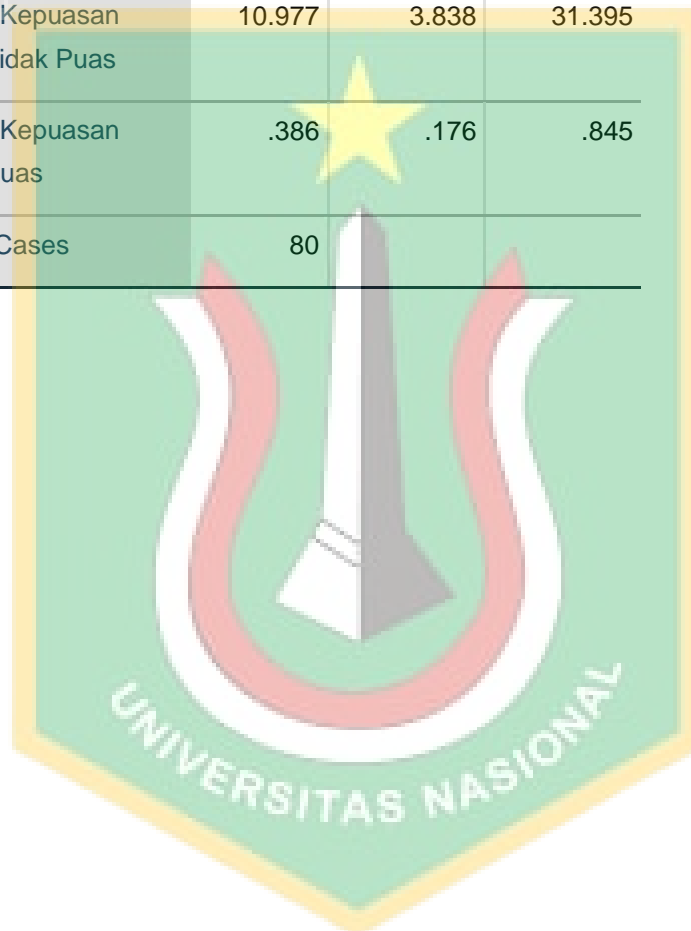 Kepuasan 10.977 3.838 31.395
idak Puas
Kepuasan .386 .176 .845
uas
Cases 80
UNIVERSITAS NASIONAL